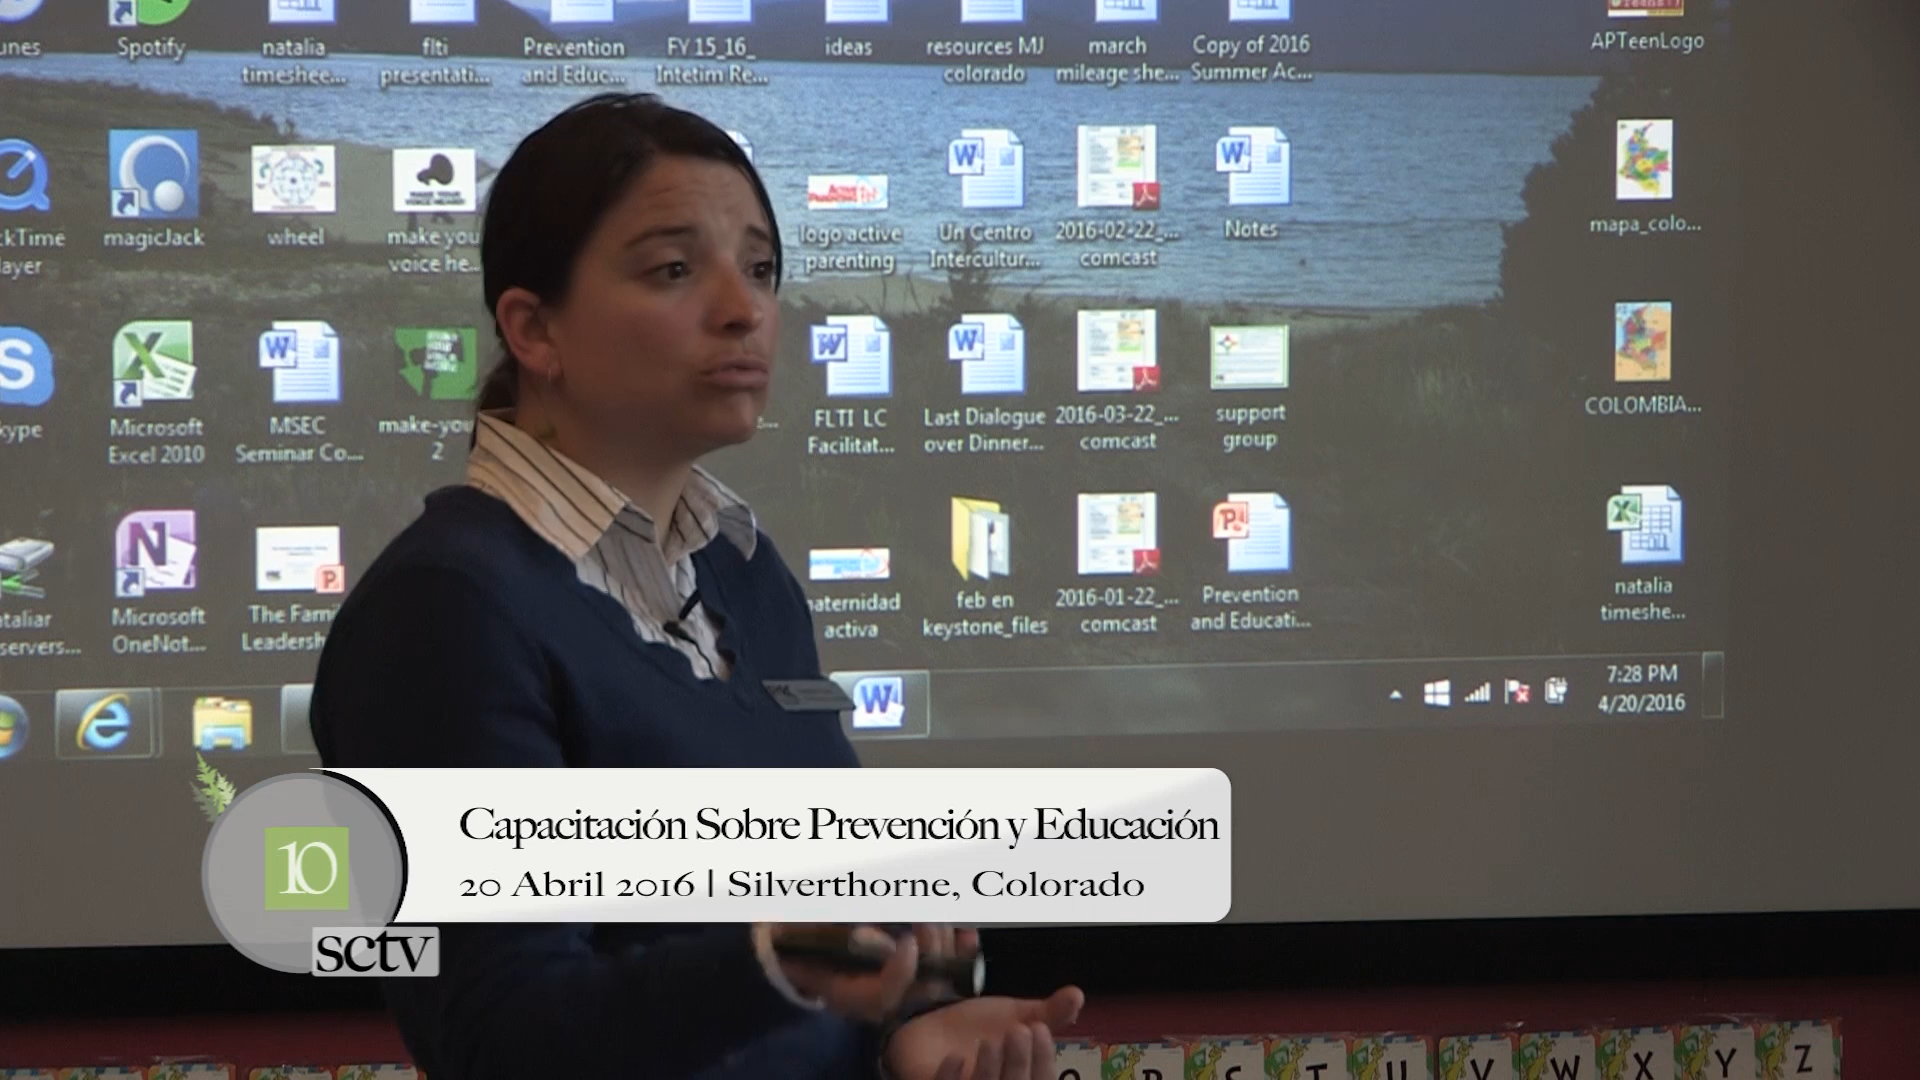 unes
Spotify
natalia
timeshee...
flti
presentati...
Prevention
and Educ...
FY 15_16_
Intetim Re...
ideas
resources MJ
colorado
march
mileage she...
Copy of 2016
Summer Ac...
APTeenLogo
ckTime
layer
magicJack
wheel
make you
voice he...
logo active
parenting
Un Centro
Intercultur...
2016-02-22_...
comcast
Notes
mapa_colo...
kype
Microsoft
Excel 2010
MSEC
Seminar Co...
make-you
2
FLTI LC
Facilitat...
Last Dialogue
over Dinner...
2016-03-22_...
comcast
support
group
COLOMBIA...
ataliar
servers...
Microsoft
OneNot...
The Fami
Leadersh
aternidad
activa
feb en
keystone_files
2016-01-22_...
comcast
Prevention
and Educati...
natalia
timeshe...
7:28 PM
4/20/2016
Capacitación Sobre Prevención y Educación
20 Abril 2016 | Silverthorne, Colorado
10
sctv
S T U V W X Y Z